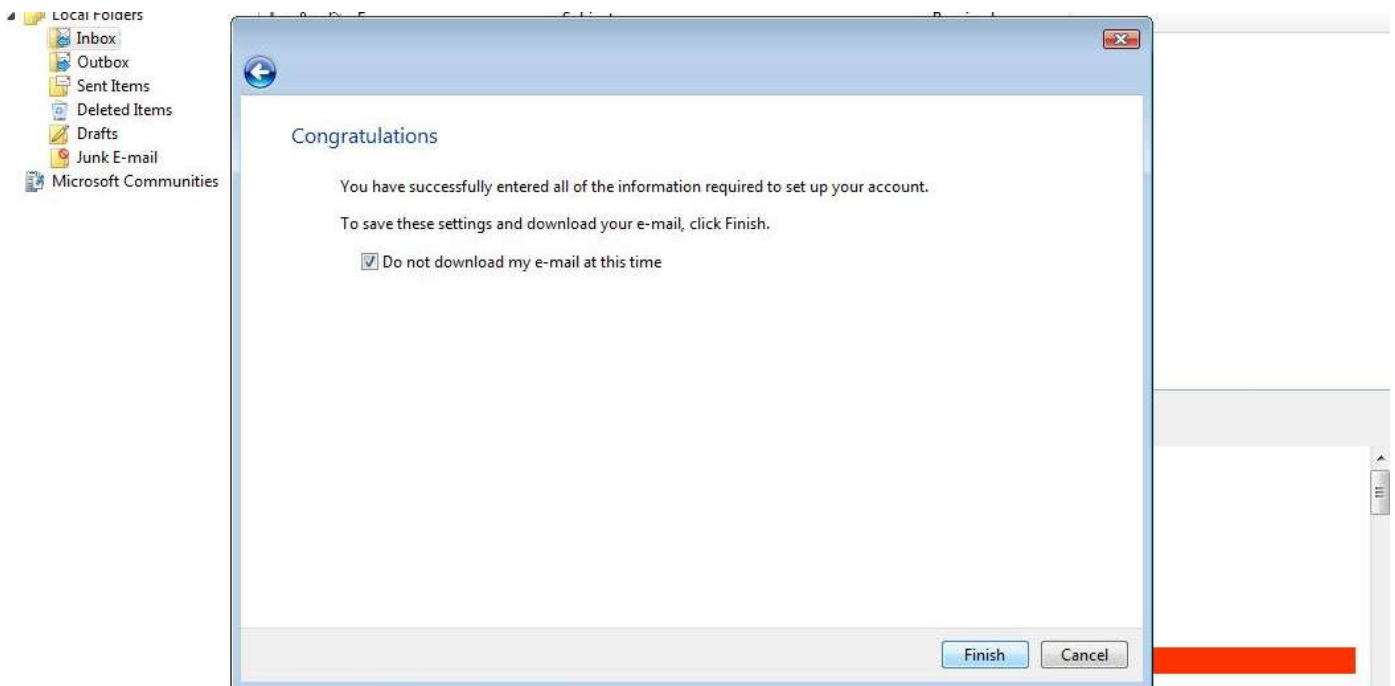 Local Folders
Inbox
Outbox
Sent Items
Deleted Items
Drafts
Junk E-mail
Microsoft Communities
Congratulations
You have successfully entered all of the information required to set up your account.
To save these settings and download your e-mail, click Finish.
Do not download my e-mail at this time
Finish
Cancel